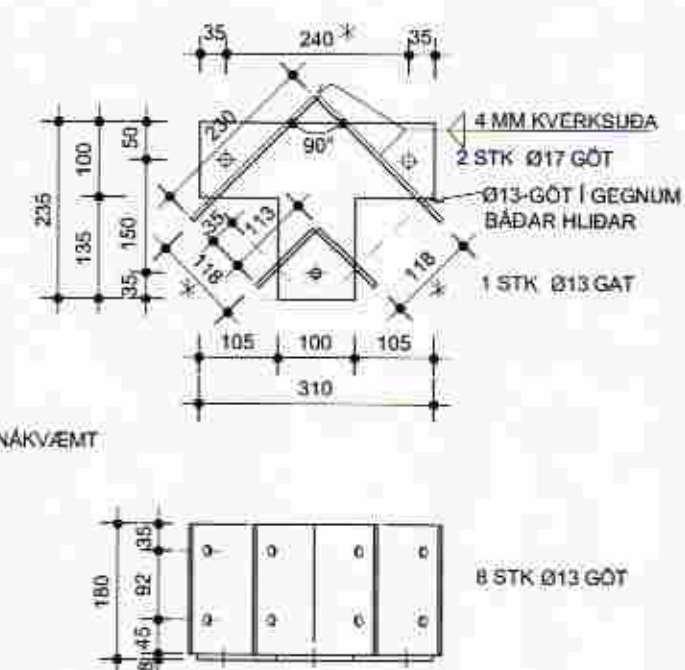 35 240* 35
4 MM KVERKSUÐA
2 STK Ø17 GÖT
Ø13-GÖT Í GEGNUM
BÁÐAR HLIÐAR
1 STK Ø13 GAT
230
90°
50
100
235
135
150
35
35
113
118
*
118
*
105 100 105
310
NÁKVÆMT
35
92
180
45
8
8 STK Ø13 GÖT